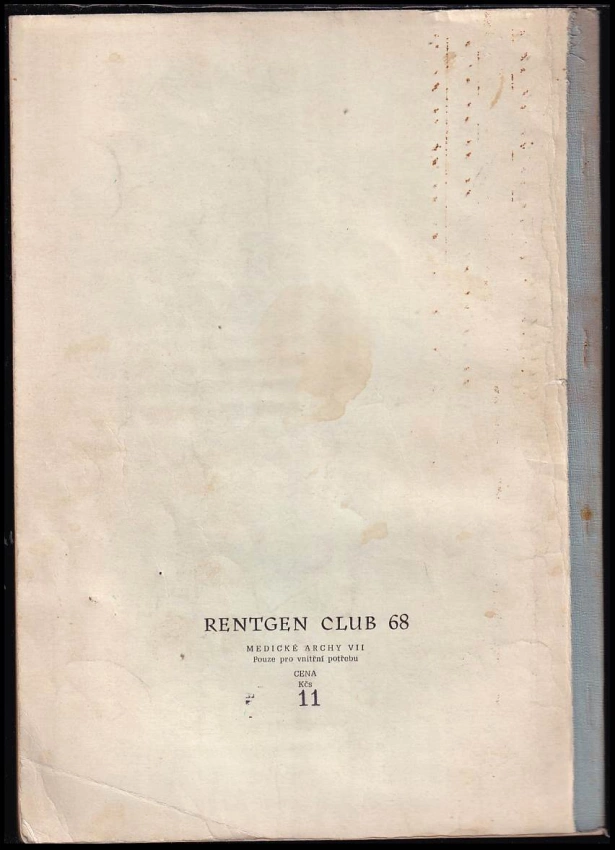 RENTGEN CLUB 68
MEDICKÉ ARCHY VII
Pouze pro vnitřní potřebu
CENA
Kčs
11